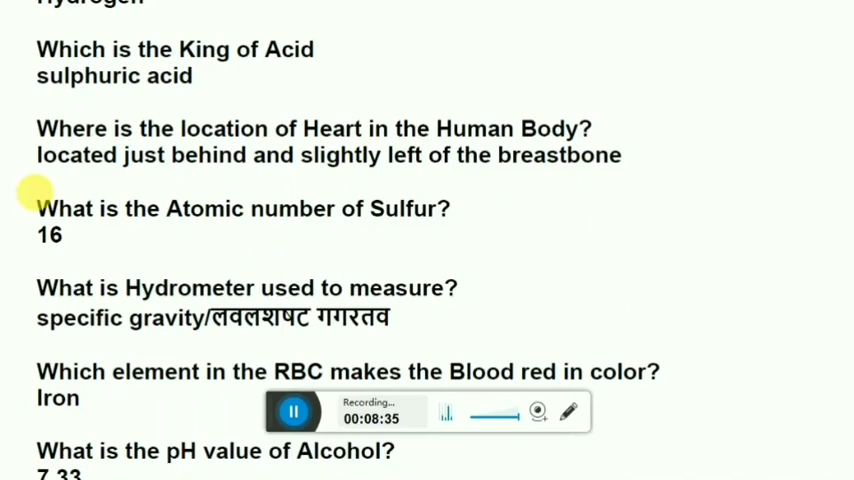 Hydrogen
Which is the King of Acid
sulphuric acid
Where is the location of Heart in the Human Body?
located just behind and slightly left of the breastbone
What is the Atomic number of Sulfur?
16
What is Hydrometer used to measure?
specific gravity/लवलशषट गगरतव
Which element in the RBC makes the Blood red in color?
Iron
Recording...
00:08:35
What is the pH value of Alcohol?
7.33